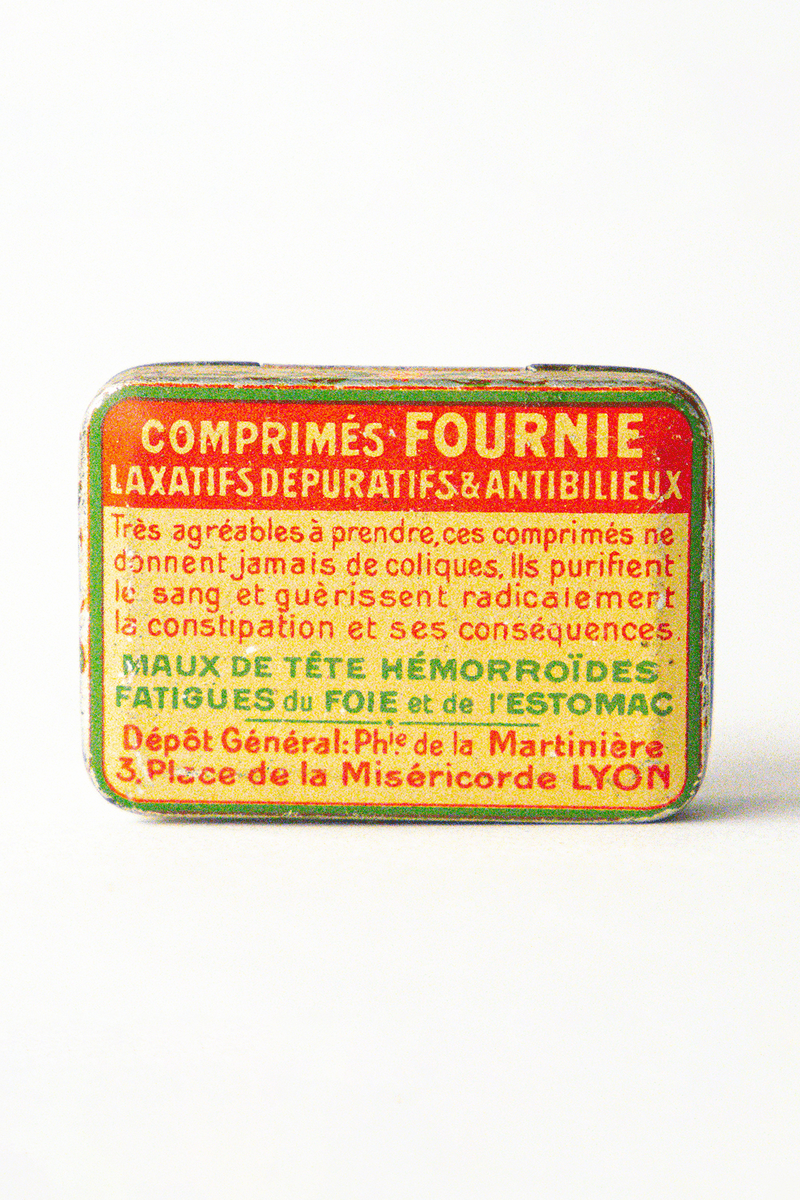 COMPRIMÉS FOURNIE
LAXATIFS DEPURATIFS & ANTIBILIEUX
Très agréables à prendre, ces comprimés ne
donnent jamais de coliques. Ils purifient
le sang et guèrissent radicalement
la constipation et ses conséquences.
MAUX DE TÊTE HÉMORROÏDES
FATIGUES du FOIE et de l'ESTOMAC
Dépôt Général: Phie de la Martinière
3, Place de la Miséricorde LYON